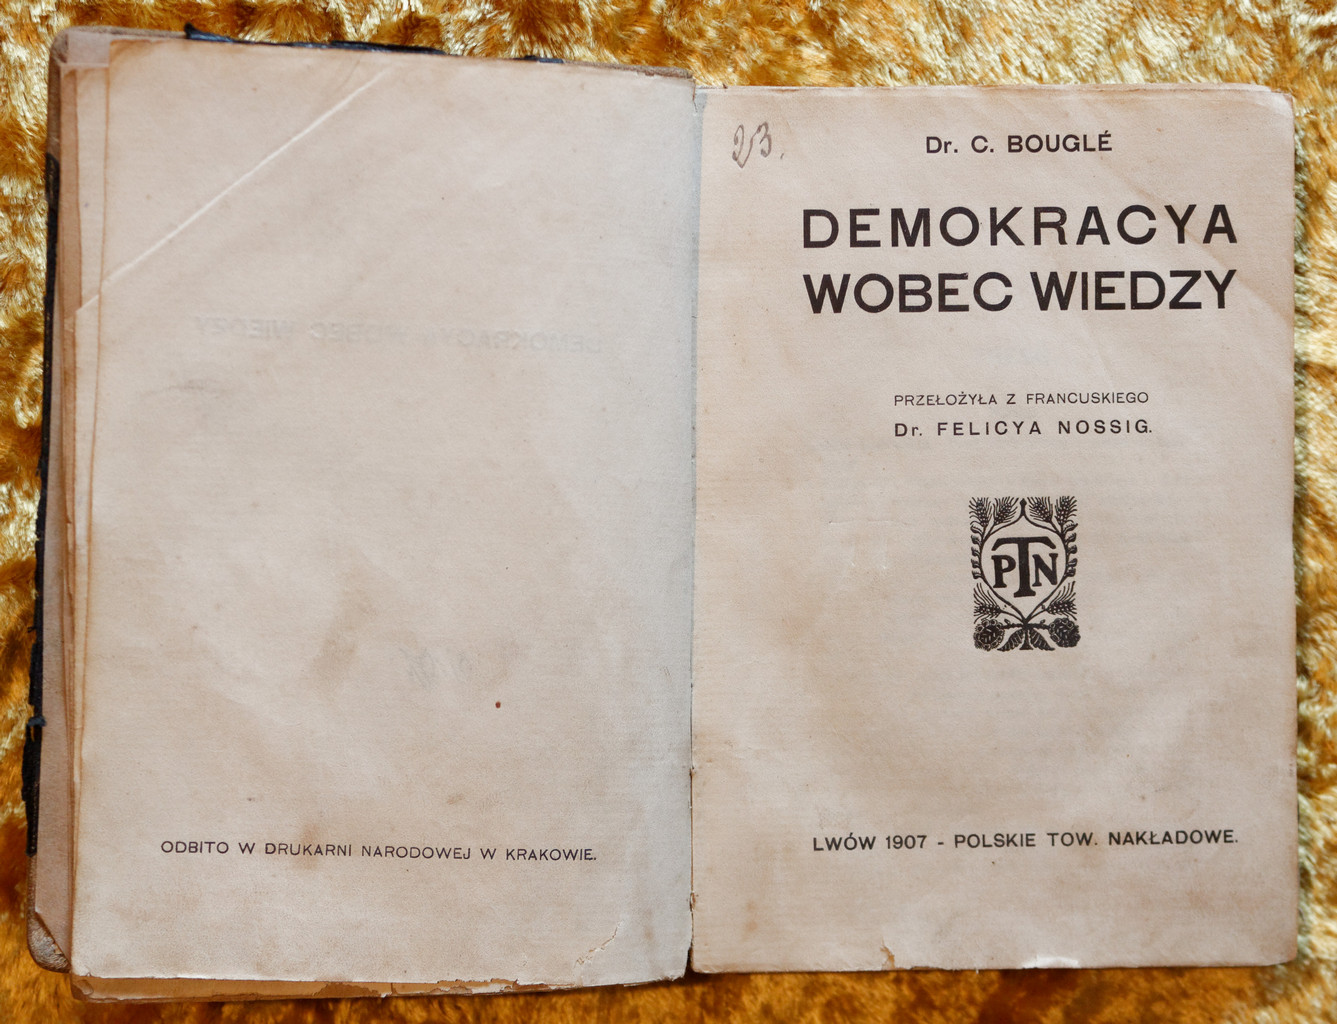 ODBITO W DRUKARNI NARODOWEJ W KRAKOWIE.
23.
Dr. C. BOUGLÉ
DEMOKRACYA
WOBEC WIEDZY
PRZEŁOŻYŁA Z FRANCUSKIEGO
Dr. FELICYA NOSSIG.
PTN
LWÓW 1907 - POLSKIE TOW. NAKŁADOWE.